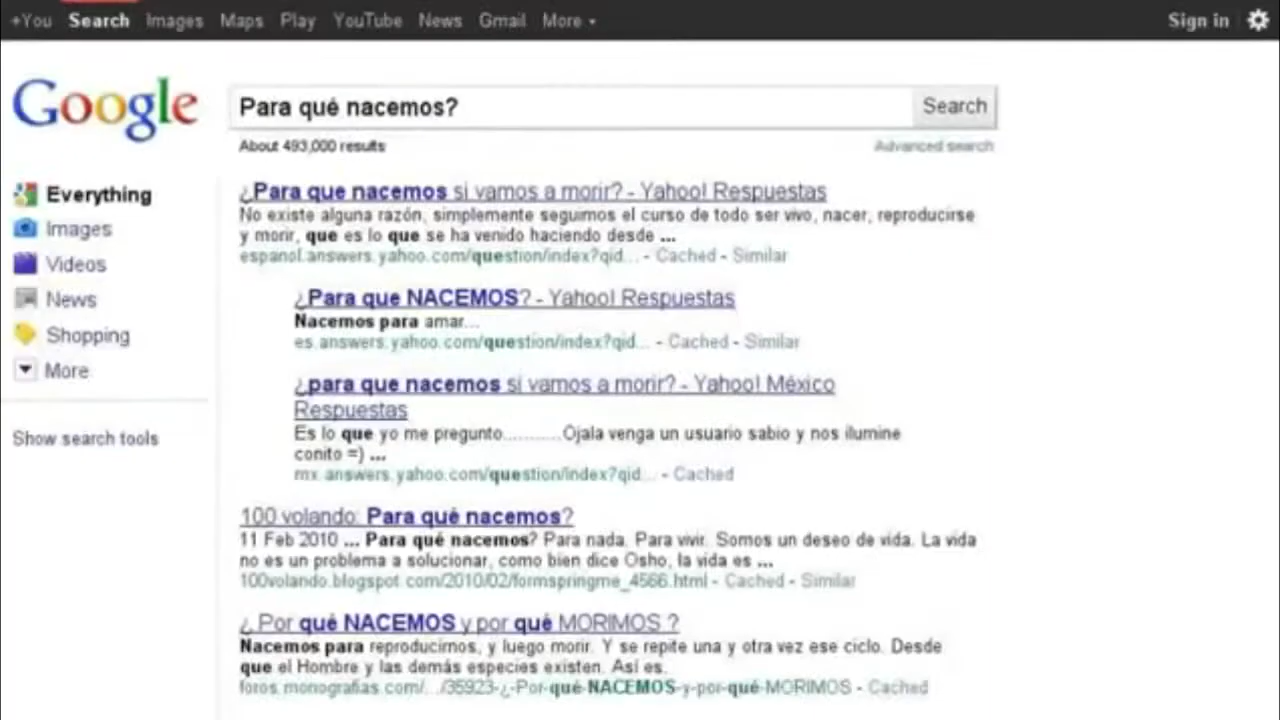 +You Search Images Maps Play YouTube News Gmail More Sign in
Google
Para qué nacemos? Search
About 493,000 results Advanced search
Everything
Images
Videos
News
Shopping
More
Show search tools
¿Para que nacemos si vamos a morir? - Yahoo! Respuestas
No existe alguna razón, simplemente seguimos el curso de todo ser vivo, nacer, reproducirse
y morir, que es lo que se ha venido haciendo desde ...
espanol.answers.yahoo.com/question/index?qid... - Cached - Similar
¿Para que NACEMOS? - Yahoo! Respuestas
Nacemos para amar...
es.answers.yahoo.com/question/index?qid... - Cached - Similar
¿para que nacemos si vamos a morir? - Yahoo! México
Respuestas
Es lo que yo me pregunto...........Ojala venga un usuario sabio y nos ilumine
conito =) ...
mx.answers.yahoo.com/question/index?qid... - Cached
100 volando: Para qué nacemos?
11 Feb 2010 ... Para qué nacemos? Para nada. Para vivir. Somos un deseo de vida. La vida
no es un problema a solucionar, como bien dice Osho, la vida es ...
100volando.blogspot.com/2010/02/formspringme_4566.html - Cached - Similar
¿ Por qué NACEMOS y por qué MORIMOS ?
Nacemos para reproducirnos, y luego morir. Y se repite una y otra vez ese ciclo. Desde
que el Hombre y las demás especies existen. Así es.
foros.monografias.com/.../35923-¿-Por-qué-NACEMOS-y-por-qué-MORIMOS - Cached